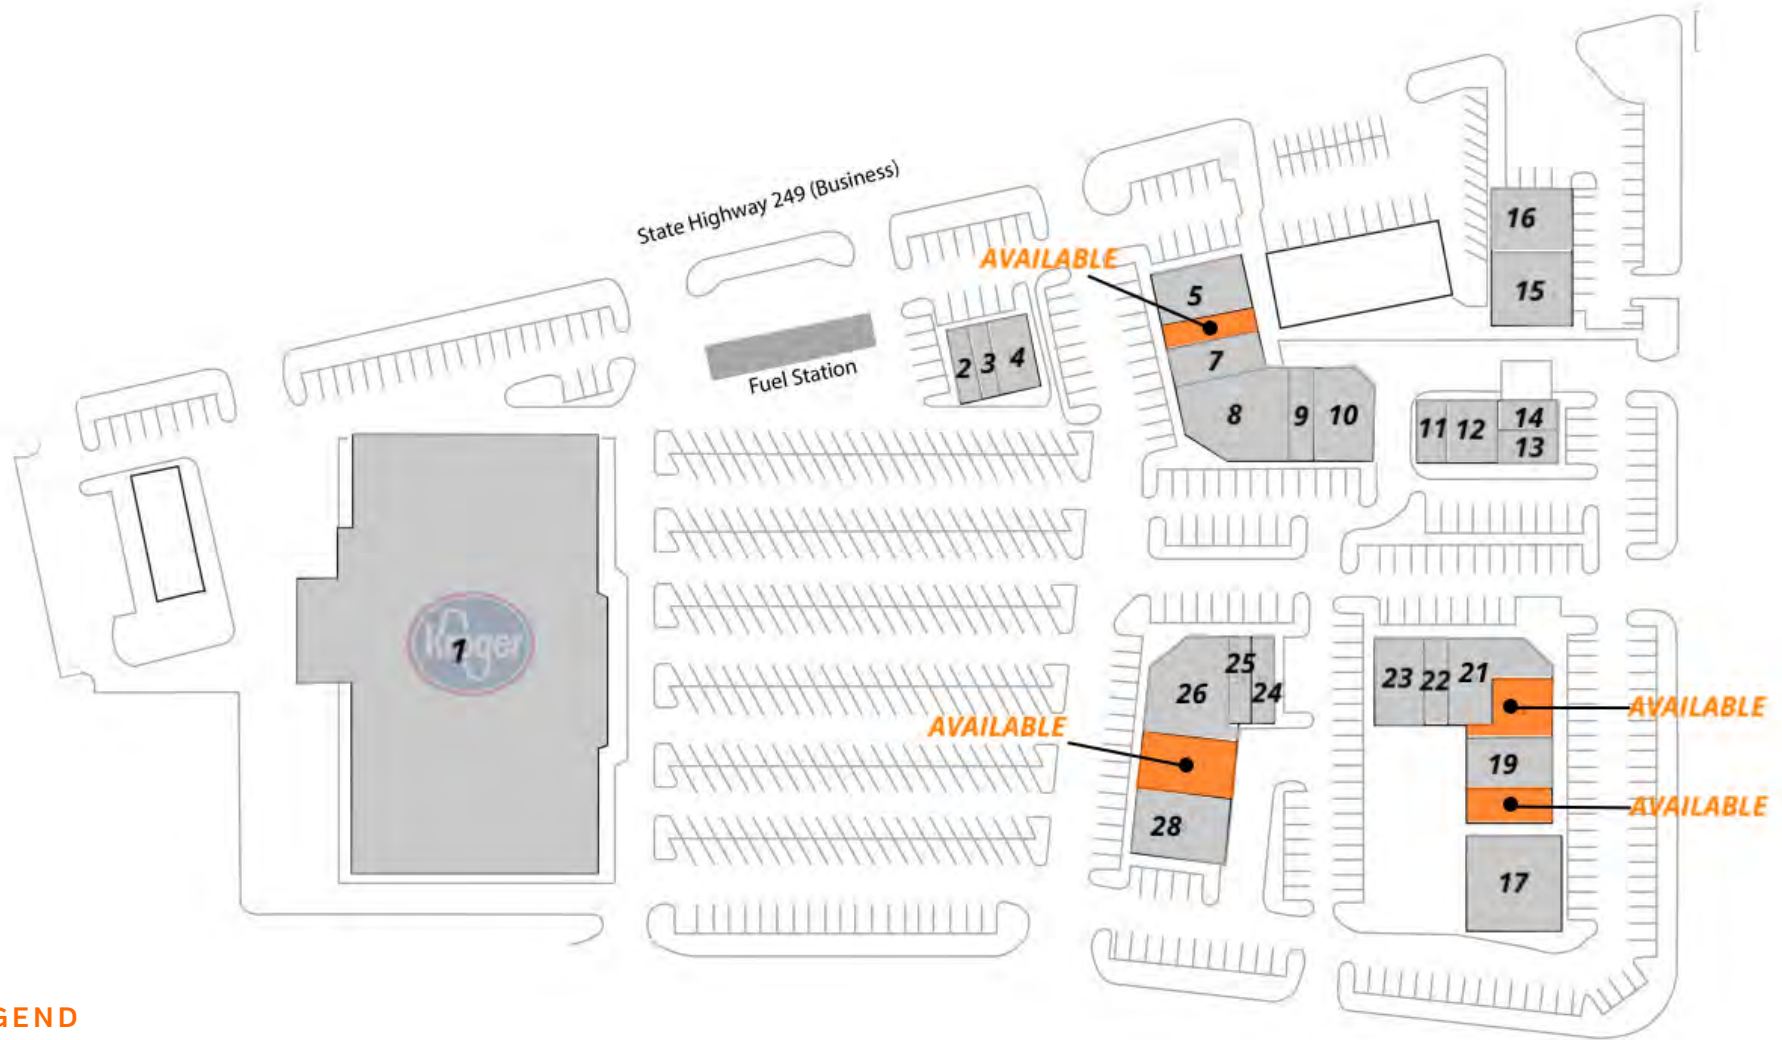 State Highway 249 (Business)
AVAILABLE
16
15
5
Fuel Station
2 3 4
7
8 9 10
11 12 14
13
Kroger
1
25
26 24
23 22 21
AVAILABLE
AVAILABLE
19
AVAILABLE
28
17
GEND